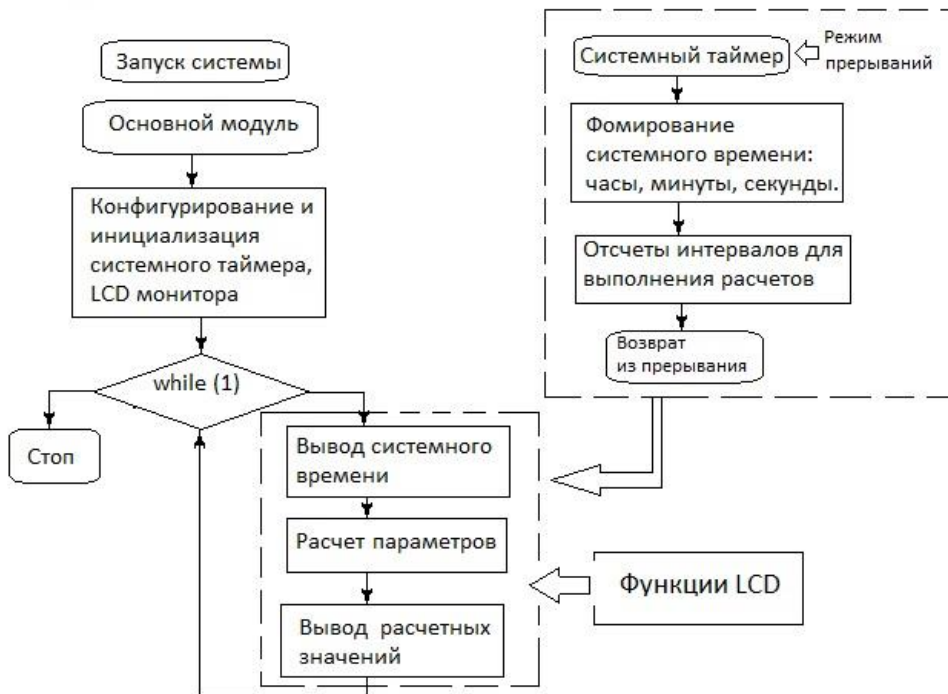 Запуск системы
Основной модуль
Конфигурирование и
инициализация
системного таймера,
LCD монитора
while (1)
Стоп
Вывод системного
времени
Расчет параметров
Вывод расчетных
значений
Системный таймер
Режим
прерываний
Фомирование
системного времени:
часы, минуты, секунды.
Отсчеты интервалов для
выполнения расчетов
Возврат
из прерывания
Функции LCD